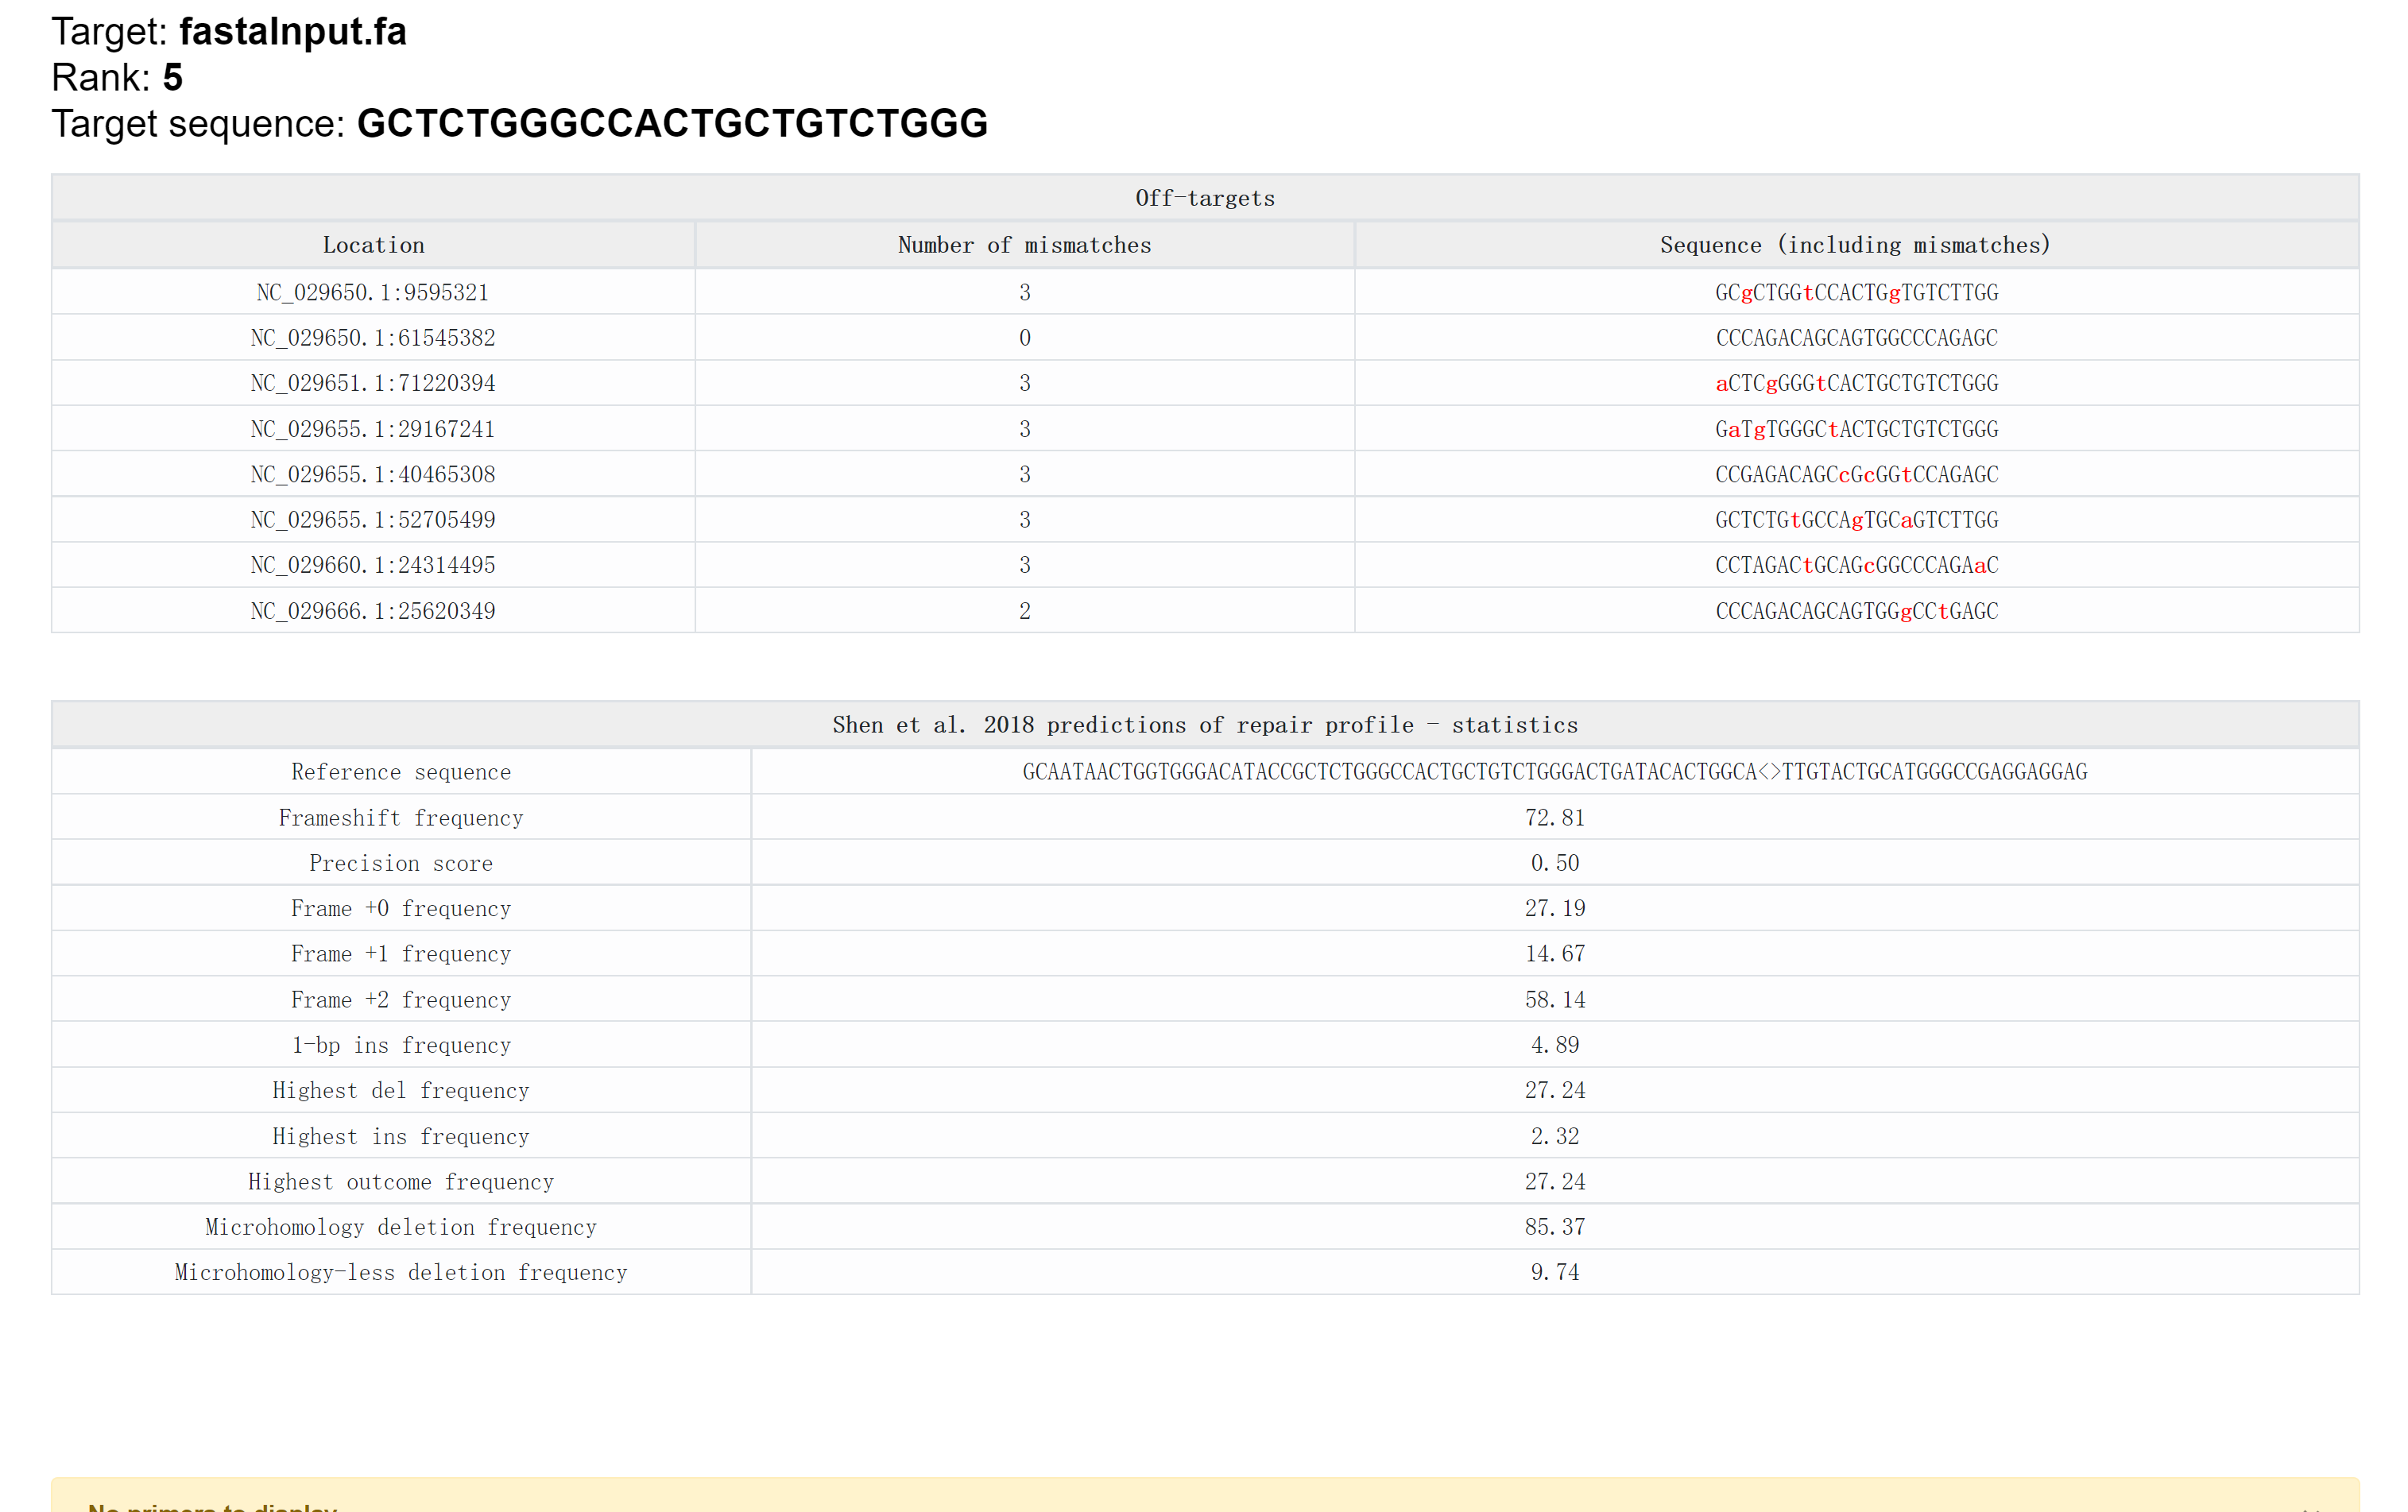 Target: fastaInput.fa
Rank: 5
Target sequence: GCTCTGGGCCACTGCTGTCTGGG
Off-targets
Location Number of mismatches Sequence (including mismatches)
NC_029650.1:9595321 3 GCgCTGGtCCACTGgTGTCTTGG
NC_029650.1:61545382 0 CCCAGACAGCAGTGGCCCAGAGC
NC_029651.1:71220394 3 aCTCgGGGtCACTGCTGTCTGGG
NC_029655.1:29167241 3 GaTgTGGGCtACTGCTGTCTGGG
NC_029655.1:40465308 3 CCGAGACAGCcGcGGtCCAGAGC
NC_029655.1:52705499 3 GCTCTGtGCCAgTGCaGTCTTGG
NC_029660.1:24314495 3 CCTAGACtGCAGcGGCCCAGAaC
NC_029666.1:25620349 2 CCCAGACAGCAGTGGgCCtGAGC
Shen et al. 2018 predictions of repair profile - statistics
Reference sequence GCAATAACTGGTGGGACATACCGCTCTGGGCCACTGCTGTCTGGGACTGATACACTGGCA<>TTGTACTGCATGGGCCGAGGAGGAG
Frameshift frequency 72.81
Precision score 0.50
Frame +0 frequency 27.19
Frame +1 frequency 14.67
Frame +2 frequency 58.14
1-bp ins frequency 4.89
Highest del frequency 27.24
Highest ins frequency 2.32
Highest outcome frequency 27.24
Microhomology deletion frequency 85.37
Microhomology-less deletion frequency 9.74
No primers to display